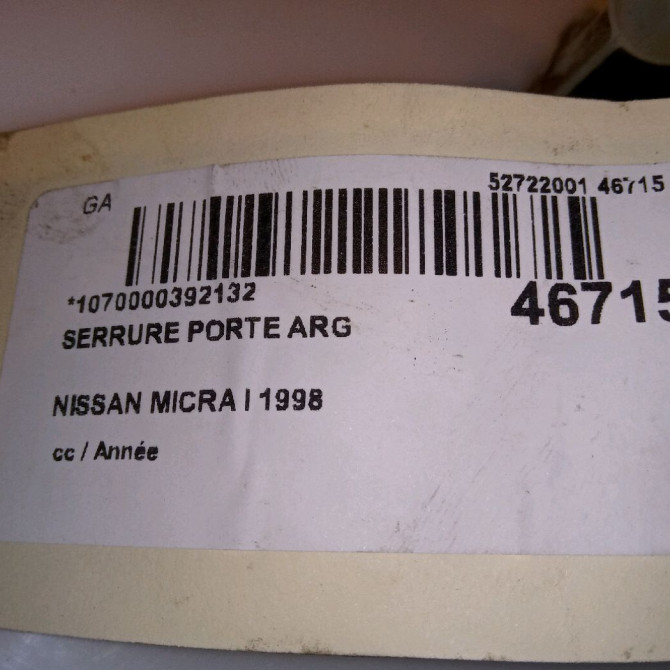 GA
52722001 46715
*1070000392132
46715
SERRURE PORTE ARG
NISSAN MICRA I 1998
cc / Année